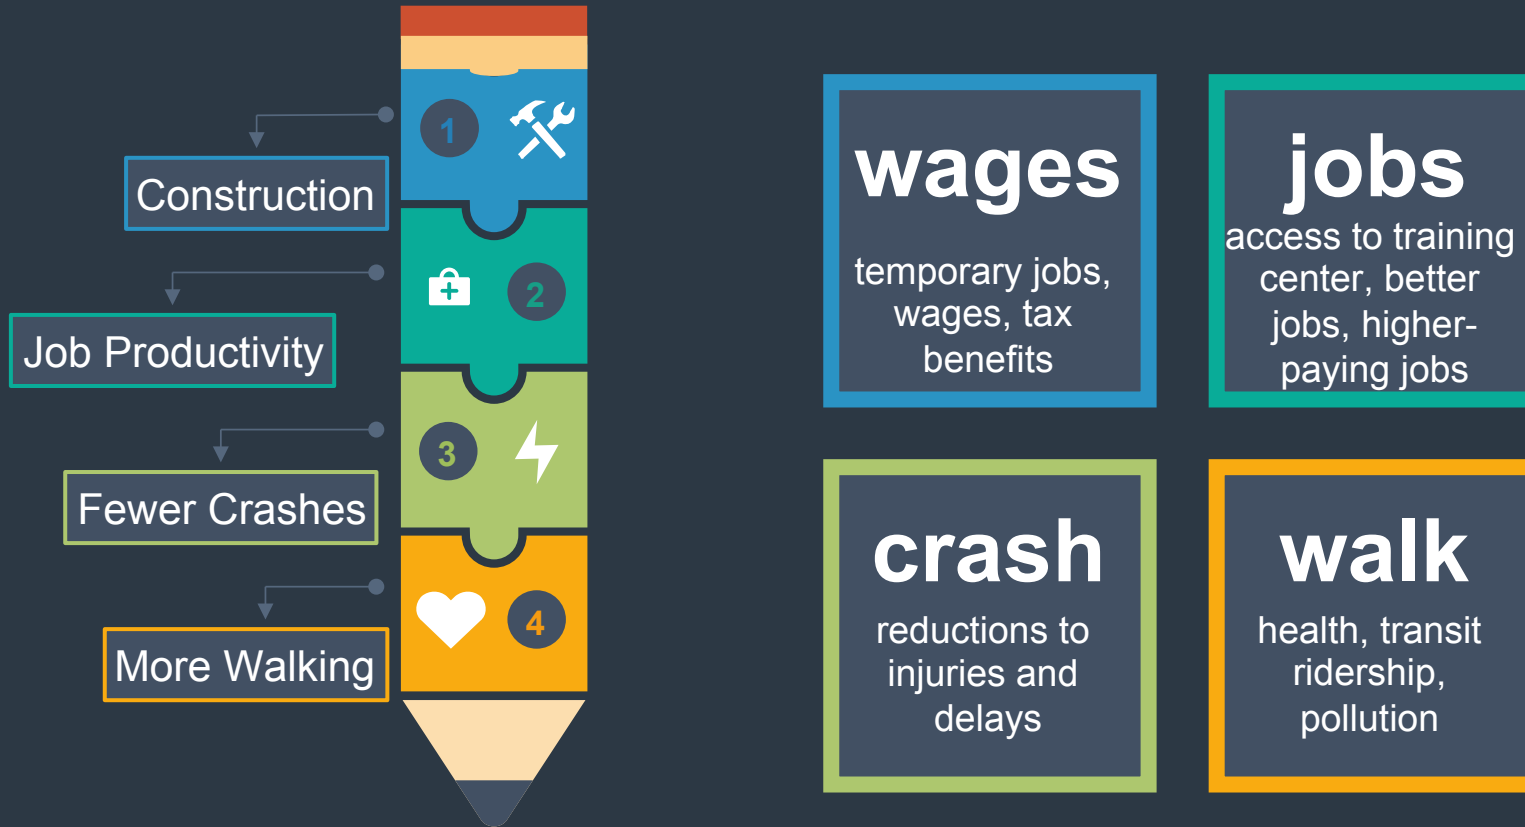 1
Construction
2
Job Productivity
3
Fewer Crashes
4
More Walking
wages
temporary jobs,
wages, tax
benefits
jobs
access to training
center, better
jobs, higher-
paying jobs
crash
reductions to
injuries and
delays
walk
health, transit
ridership,
pollution